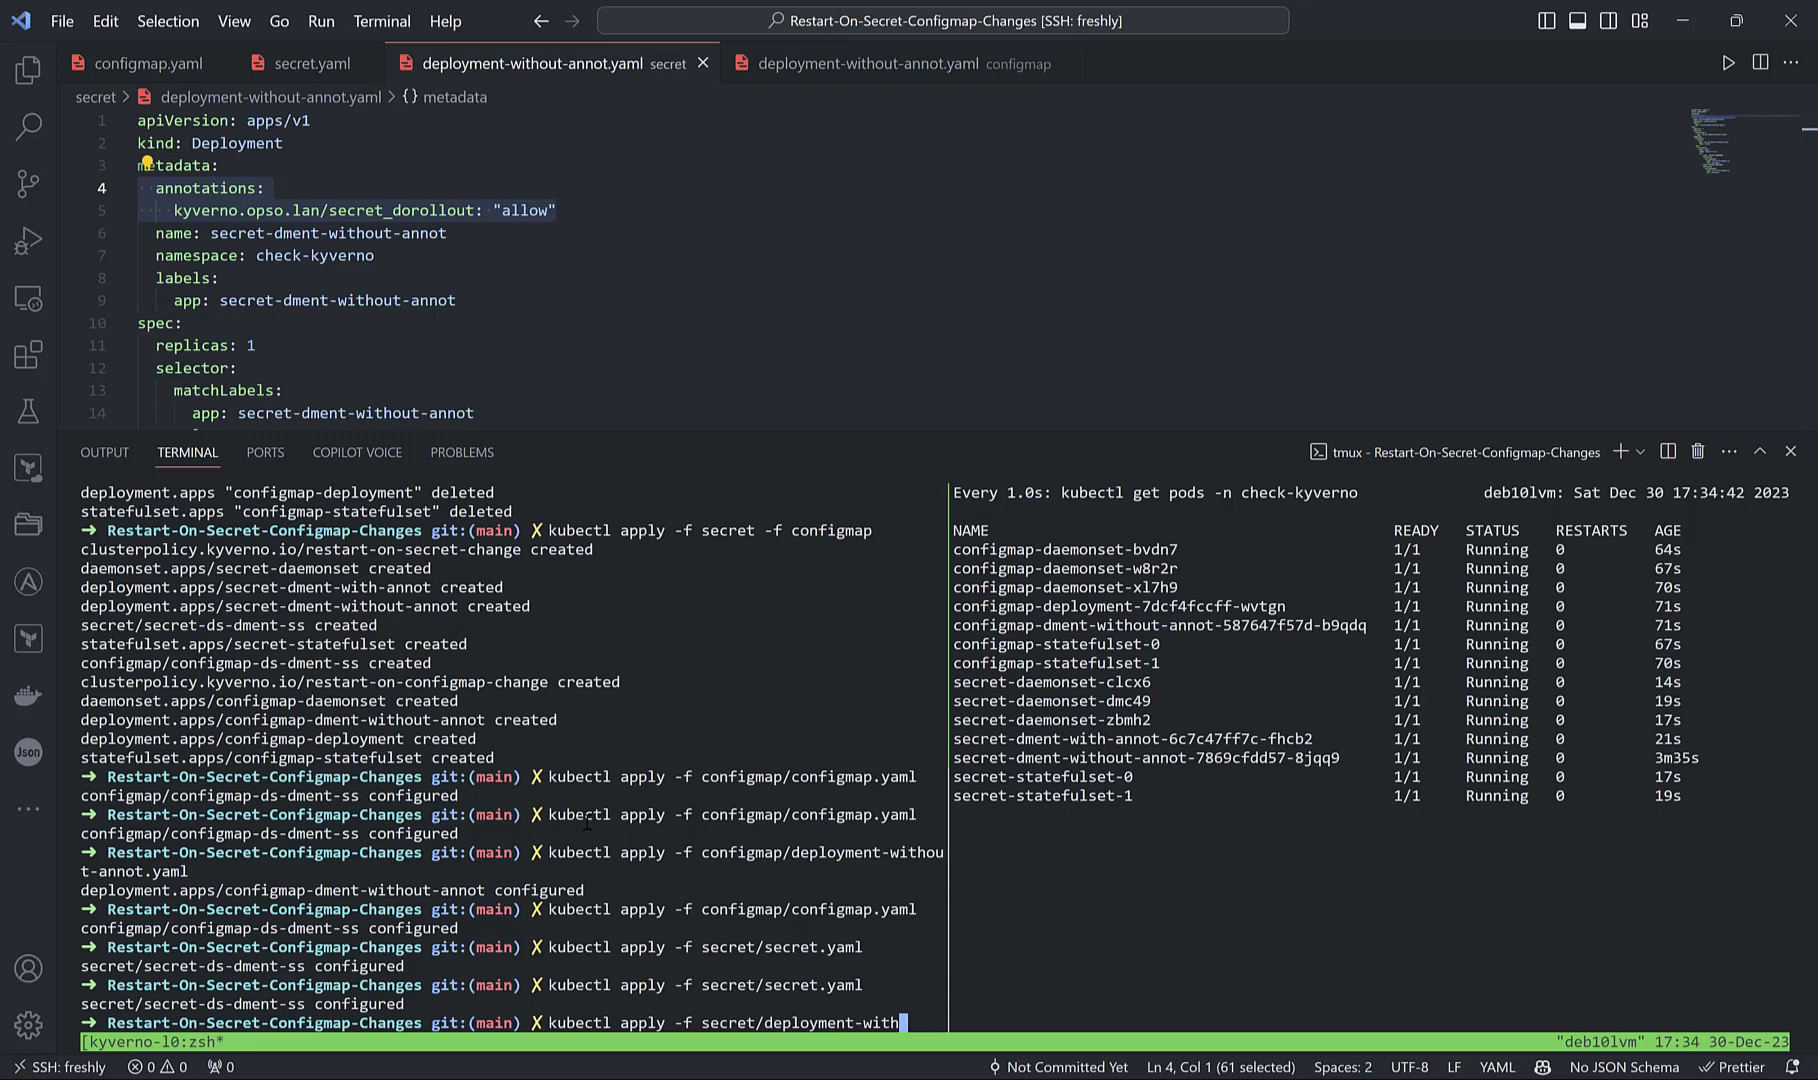 File Edit Selection View Go Run Terminal Help
Restart-On-Secret-Configmap-Changes [SSH: freshly]
configmap.yaml
secret.yaml
deployment-without-annot.yaml secret
deployment-without-annot.yaml configmap
secret > deployment-without-annot.yaml > {} metadata
1 apiVersion: apps/v1
2 kind: Deployment
3 metadata:
4 annotations:
5 kyverno.opso.lan/secret_dorollout: "allow"
6 name: secret-dment-without-annot
7 namespace: check-kyverno
8 labels:
9 app: secret-dment-without-annot
10 spec:
11 replicas: 1
12 selector:
13 matchLabels:
14 app: secret-dment-without-annot
OUTPUT TERMINAL PORTS COPILOT VOICE PROBLEMS
tmux - Restart-On-Secret-Configmap-Changes
deployment.apps "configmap-deployment" deleted
statefulset.apps "configmap-statefulset" deleted
➜ Restart-On-Secret-Configmap-Changes git:(main) ✗ kubectl apply -f secret -f configmap
clusterpolicy.kyverno.io/restart-on-secret-change created
daemonset.apps/secret-daemonset created
deployment.apps/secret-dment-with-annot created
deployment.apps/secret-dment-without-annot created
secret/secret-ds-dment-ss created
statefulset.apps/secret-statefulset created
configmap/configmap-ds-dment-ss created
clusterpolicy.kyverno.io/restart-on-configmap-change created
daemonset.apps/configmap-daemonset created
deployment.apps/configmap-dment-without-annot created
deployment.apps/configmap-deployment created
statefulset.apps/configmap-statefulset created
➜ Restart-On-Secret-Configmap-Changes git:(main) ✗ kubectl apply -f configmap/configmap.yaml
configmap/configmap-ds-dment-ss configured
➜ Restart-On-Secret-Configmap-Changes git:(main) ✗ kubectl apply -f configmap/configmap.yaml
configmap/configmap-ds-dment-ss configured
➜ Restart-On-Secret-Configmap-Changes git:(main) ✗ kubectl apply -f configmap/deployment-withou
t-annot.yaml
deployment.apps/configmap-dment-without-annot configured
➜ Restart-On-Secret-Configmap-Changes git:(main) ✗ kubectl apply -f configmap/configmap.yaml
configmap/configmap-ds-dment-ss configured
➜ Restart-On-Secret-Configmap-Changes git:(main) ✗ kubectl apply -f secret/secret.yaml
secret/secret-ds-dment-ss configured
➜ Restart-On-Secret-Configmap-Changes git:(main) ✗ kubectl apply -f secret/secret.yaml
secret/secret-ds-dment-ss configured
➜ Restart-On-Secret-Configmap-Changes git:(main) ✗ kubectl apply -f secret/deployment-with
Every 1.0s: kubectl get pods -n check-kyverno deb10lvm: Sat Dec 30 17:34:42 2023
NAME READY STATUS RESTARTS AGE
configmap-daemonset-bvdn7 1/1 Running 0 64s
configmap-daemonset-w8r2r 1/1 Running 0 67s
configmap-daemonset-xl7h9 1/1 Running 0 70s
configmap-deployment-7dcf4fccff-wvtgn 1/1 Running 0 71s
configmap-dment-without-annot-587647f57d-b9qdq 1/1 Running 0 71s
configmap-statefulset-0 1/1 Running 0 67s
configmap-statefulset-1 1/1 Running 0 70s
secret-daemonset-clcx6 1/1 Running 0 14s
secret-daemonset-dmc49 1/1 Running 0 19s
secret-daemonset-zbmh2 1/1 Running 0 17s
secret-dment-with-annot-6c7c47ff7c-fhcb2 1/1 Running 0 21s
secret-dment-without-annot-7869cfdd57-8jqq9 1/1 Running 0 3m35s
secret-statefulset-0 1/1 Running 0 17s
secret-statefulset-1 1/1 Running 0 19s
[kyverno-l0:zsh* "deb10lvm" 17:34 30-Dec-23
Json
SSH: freshly 0 0 0 Not Committed Yet Ln 4, Col 1 (61 selected) Spaces: 2 UTF-8 LF YAML No JSON Schema Prettier